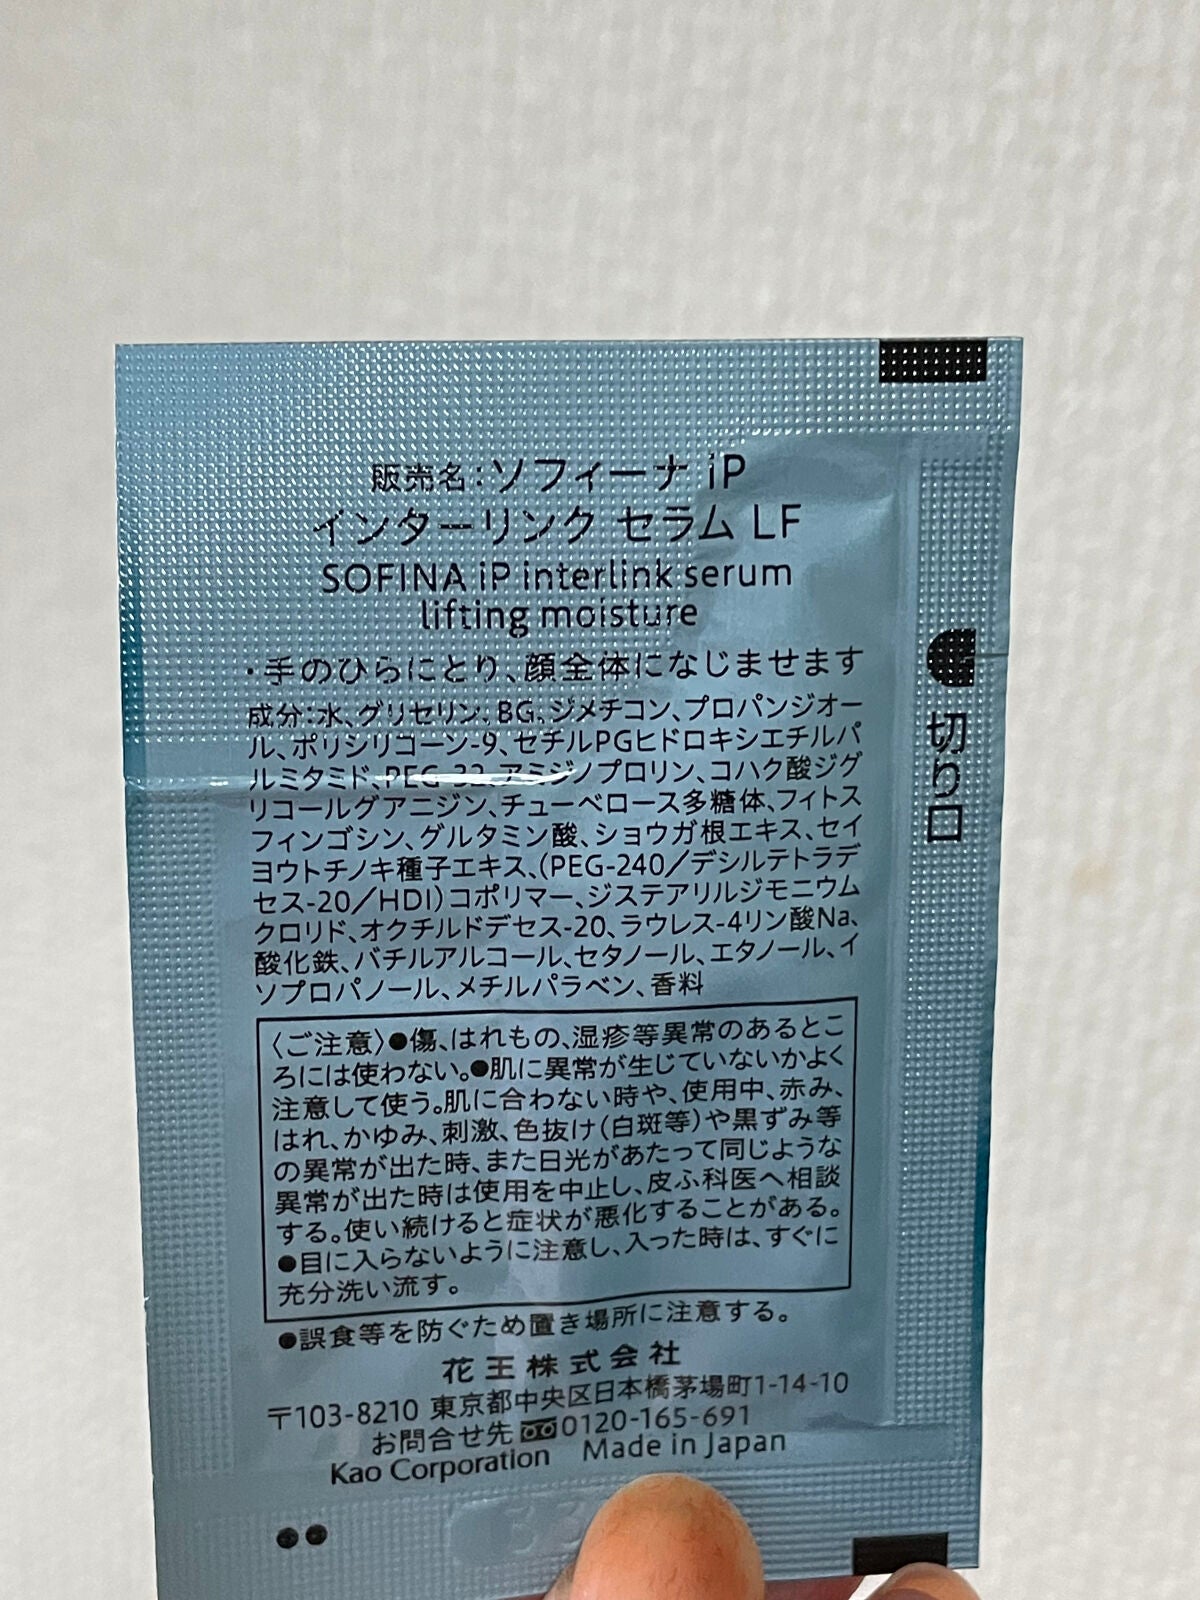 販売名:ソフィーナ iP
インターリンク セラム LF
SOFINA iP interlink serum
lifting moisture
・手のひらにとり、顔全体になじませます
成分:水、グリセリン、BG、ジメチコン、プロパンジオー
ル、ポリシリコーン-9、セチルPGヒドロキシエチルパ
ルミタミド、PEG-32、アミジノプロリン、コハク酸ジグ
リコールグアニジン、チューベロース多糖体、フィトス
フィンゴシン、グルタミン酸、ショウガ根エキス、セイ
ヨウトチノキ種子エキス、(PEG-240/デシルテトラデ
セス-20/HDI)コポリマー、ジステアリルジモニウム
クロリド、オクチルドデセス-20、ラウレス-4リン酸Na、
酸化鉄、バチルアルコール、セタノール、エタノール、イ
ソプロパノール、メチルパラベン、香料
〈ご注意〉●傷、はれもの、湿疹等異常のあるとこ
ろには使わない。●肌に異常が生じていないかよく
注意して使う。肌に合わない時や、使用中、赤み、
はれ、かゆみ、刺激、色抜け(白斑等)や黒ずみ等
の異常が出た時、また日光があたって同じような
異常が出た時は使用を中止し、皮ふ科医へ相談
する。使い続けると症状が悪化することがある。
●目に入らないように注意し、入った時は、すぐに
充分洗い流す。
●誤食等を防ぐため置き場所に注意する。
花王株式会社
〒103-8210 東京都中央区日本橋茅場町1-14-10
お問合せ先 0120-165-691
Kao Corporation Made in Japan
切り口